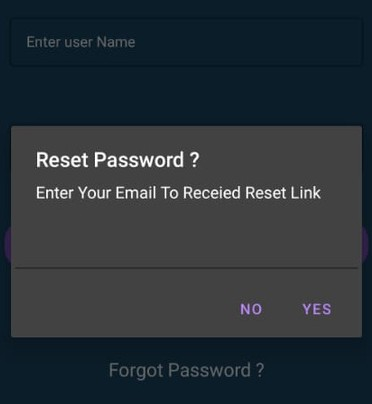 Enter user Name
Reset Password ?
Enter Your Email To Receied Reset Link
NO YES
Forgot Password ?